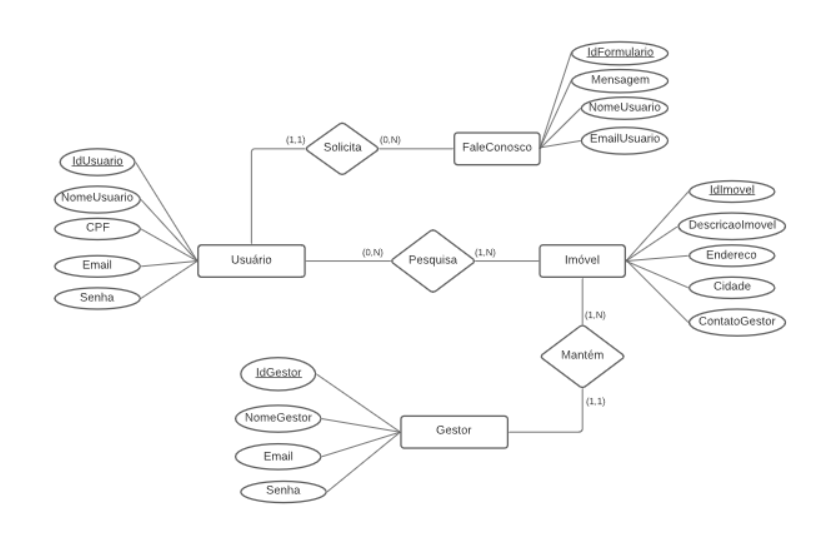 IdFormulario
Mensagem
NomeUsuario
EmailUsuario
(1,1)
Solicita
(0,N)
FaleConosco
IdUsuario
NomeUsuario
CPF
Email
Senha
Usuário
(0,N)
Pesquisa
(1,N)
Imóvel
IdImovel
DescricaoImovel
Endereco
Cidade
ContatoGestor
(1,N)
Mantém
(1,1)
IdGestor
NomeGestor
Email
Senha
Gestor